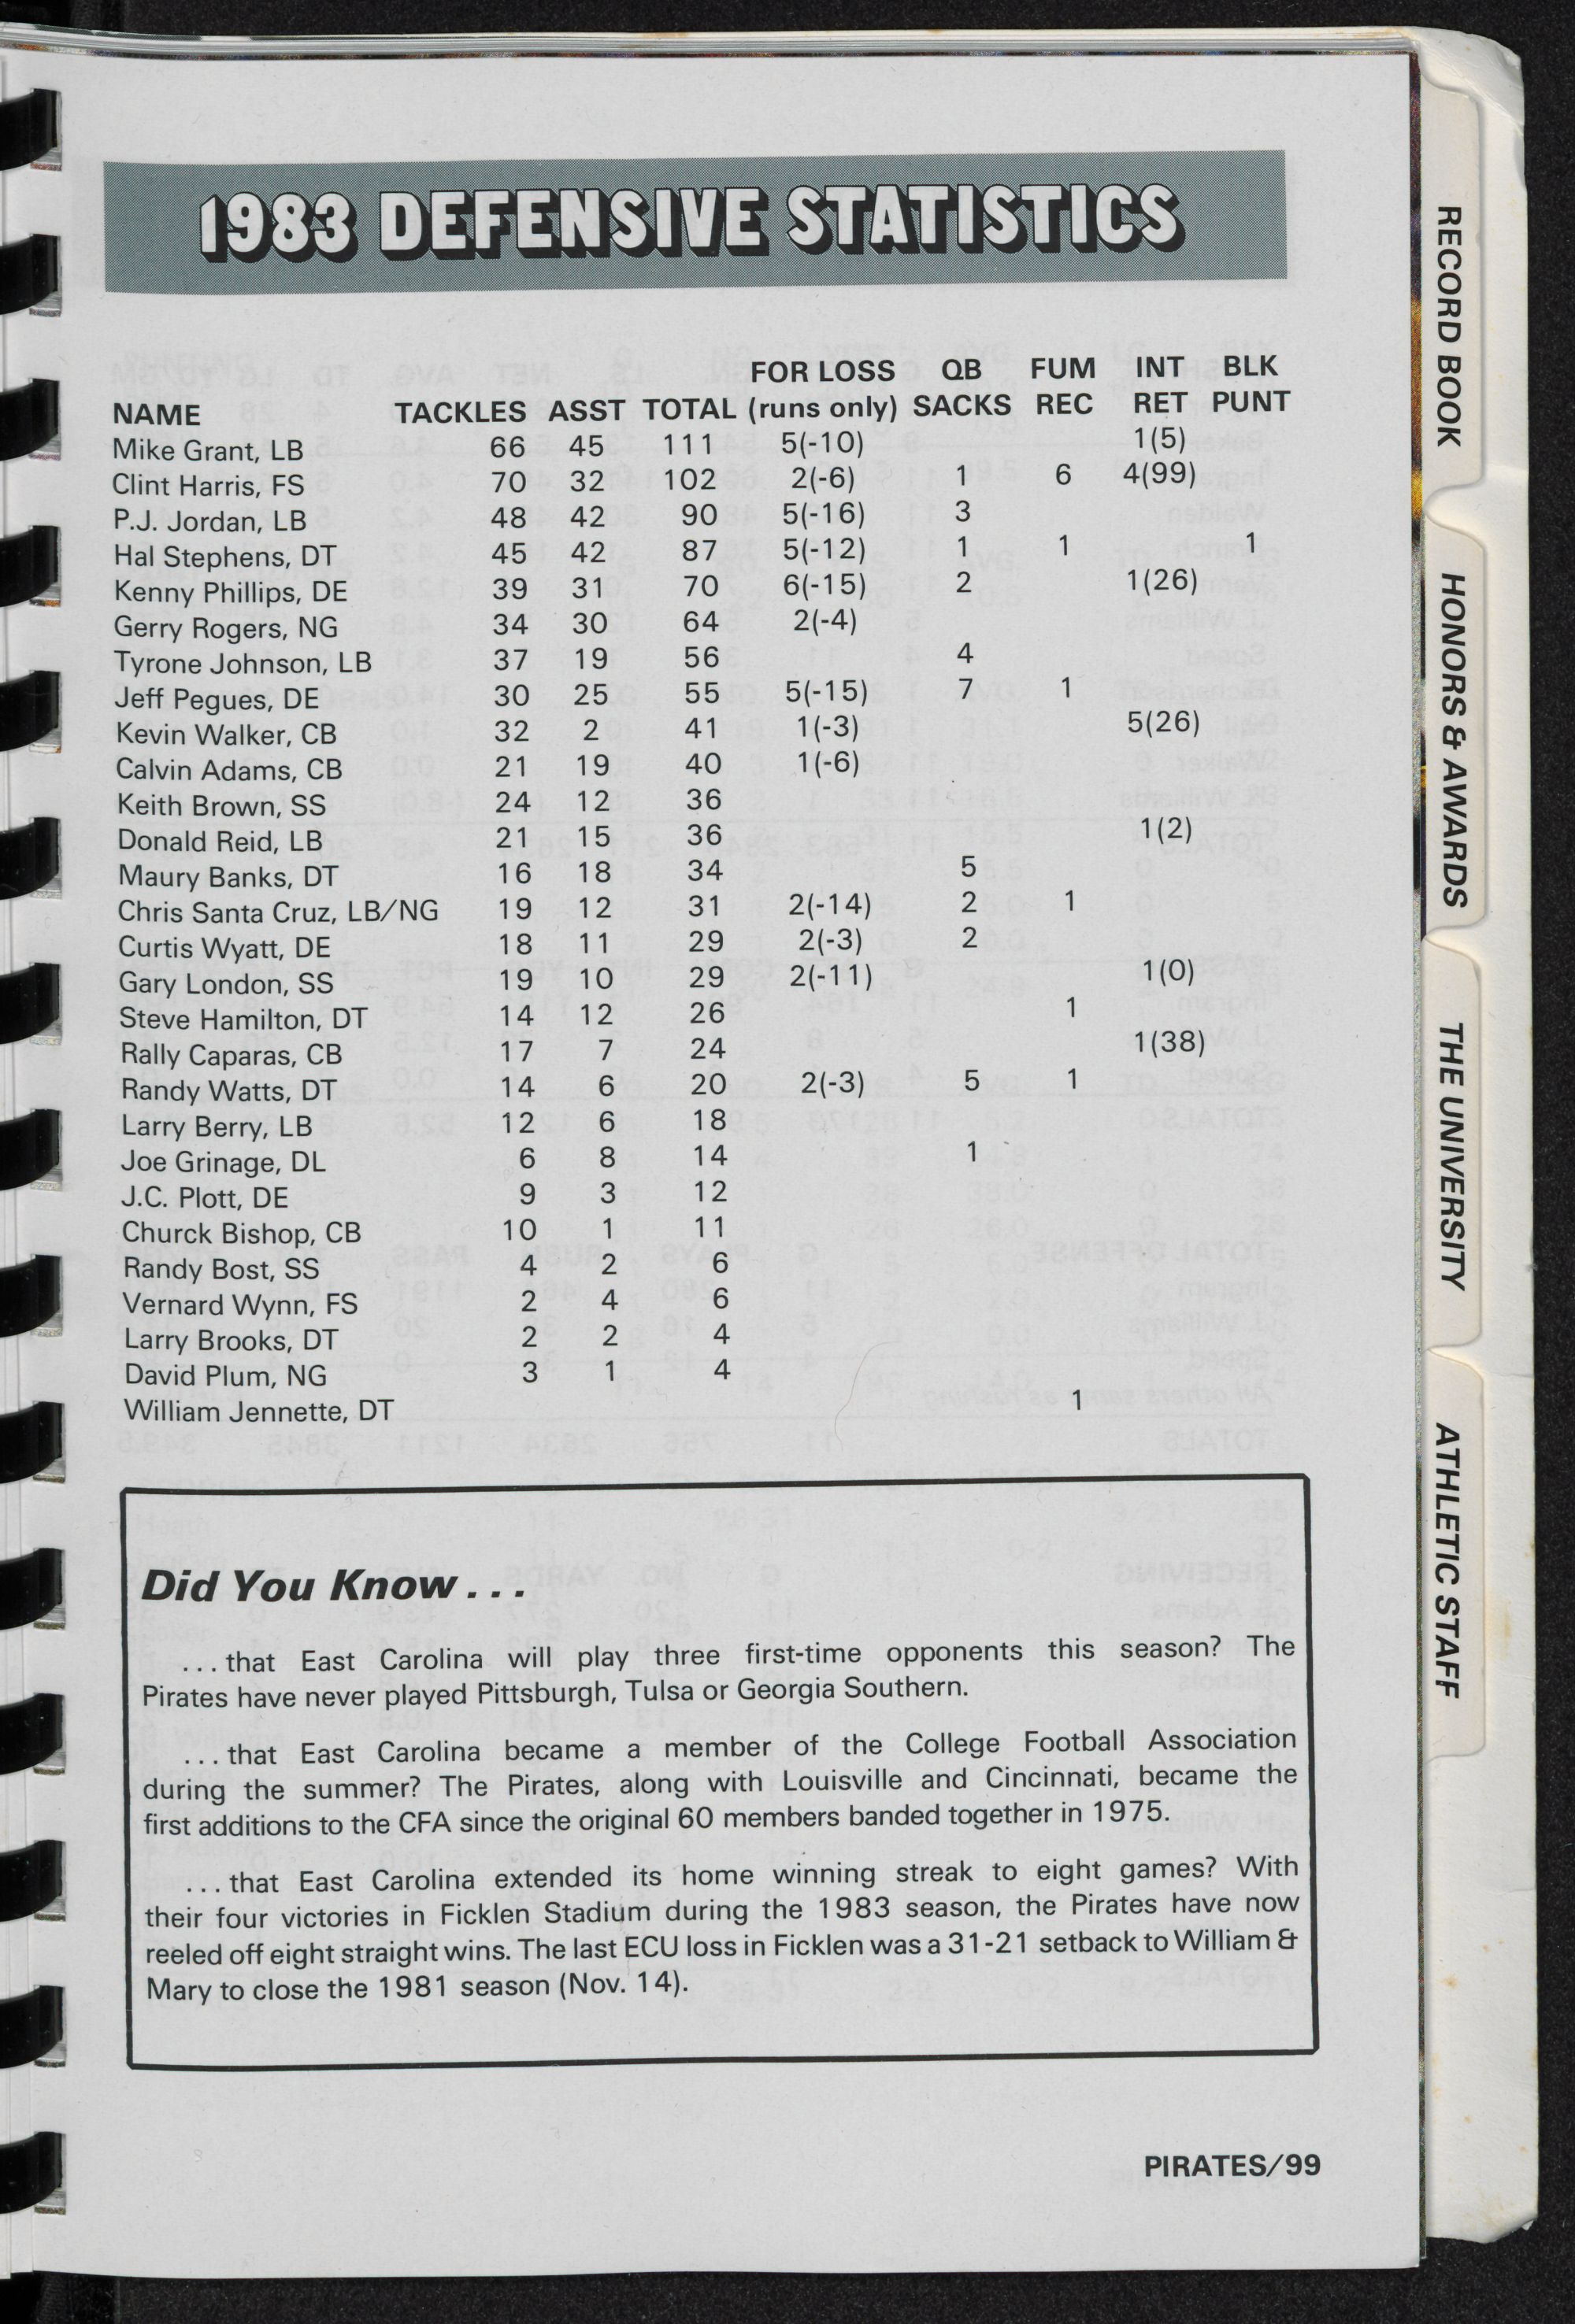 1983 DEFENSIVE STATISTICS
FOR LOSS QB FUM INT BLK
NAME TACKLES ASST TOTAL (runs only) SACKS REC RET PUNT
Mike Grant, LB 66 45 111 5(-10) 1(5)
Clint Harris, FS 70 32 102 2(-6) 1 6 4(99)
P.J. Jordan, LB 48 42 90 5(-16) 3
Hal Stephens, DT 45 42 87 5(-12) 1 1 1
Kenny Phillips, DE 39 31 70 6(-15) 2 1(26)
Gerry Rogers, NG 34 30 64 2(-4)
Tyrone Johnson, LB 37 19 56 4
Jeff Pegues, DE 30 25 55 5(-15) 7 1
Kevin Walker, CB 32 2 41 1(-3) 5(26)
Calvin Adams, CB 21 19 40 1(-6)
Keith Brown, SS 24 12 36
Donald Reid, LB 21 15 36 1(2)
Maury Banks, DT 16 18 34 5
Chris Santa Cruz, LB/NG 19 12 31 2(-14) 2 1
Curtis Wyatt, DE 18 11 29 2(-3) 2
Gary London, SS 19 10 29 2(-11) 1(0)
Steve Hamilton, DT 14 12 26 1
Rally Caparas, CB 17 7 24 1(38)
Randy Watts, DT 14 6 20 2(-3) 5 1
Larry Berry, LB 12 6 18
Joe Grinage, DL 6 8 14 1
J.C. Plott, DE 9 3 12
Churck Bishop, CB 10 1 11
Randy Bost, SS 4 2 6
Vernard Wynn, FS 2 4 6
Larry Brooks, DT 2 2 4
David Plum, NG 3 1 4
William Jennette, DT 1
Did You Know . . .
. . . that East Carolina will play three first-time opponents this season? The
Pirates have never played Pittsburgh, Tulsa or Georgia Southern.
. . . that East Carolina became a member of the College Football Association
during the summer? The Pirates, along with Louisville and Cincinnati, became the
first additions to the CFA since the original 60 members banded together in 1975.
. . . that East Carolina extended its home winning streak to eight games? With
their four victories in Ficklen Stadium during the 1983 season, the Pirates have now
reeled off eight straight wins. The last ECU loss in Ficklen was a 31-21 setback to William &
Mary to close the 1981 season (Nov. 14).
PIRATES/99
RECORD BOOK
HONORS & AWARDS
THE UNIVERSITY
ATHLETIC STAFF